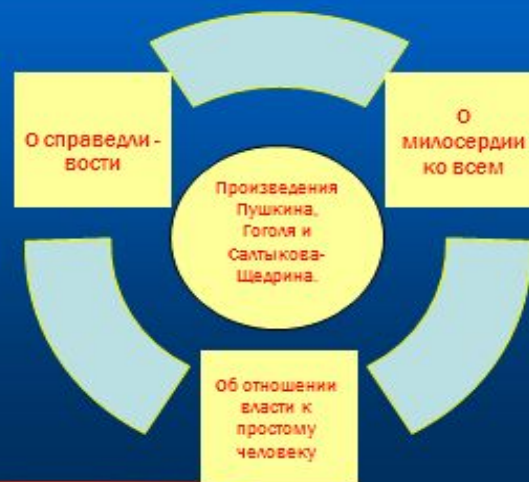 О справедли -
вости
О
милосердии
ко всем
Произведения
Пушкина,
Гоголя и
Салтыкова-
Щедрина.
Об отношении
власти к
простому
человеку